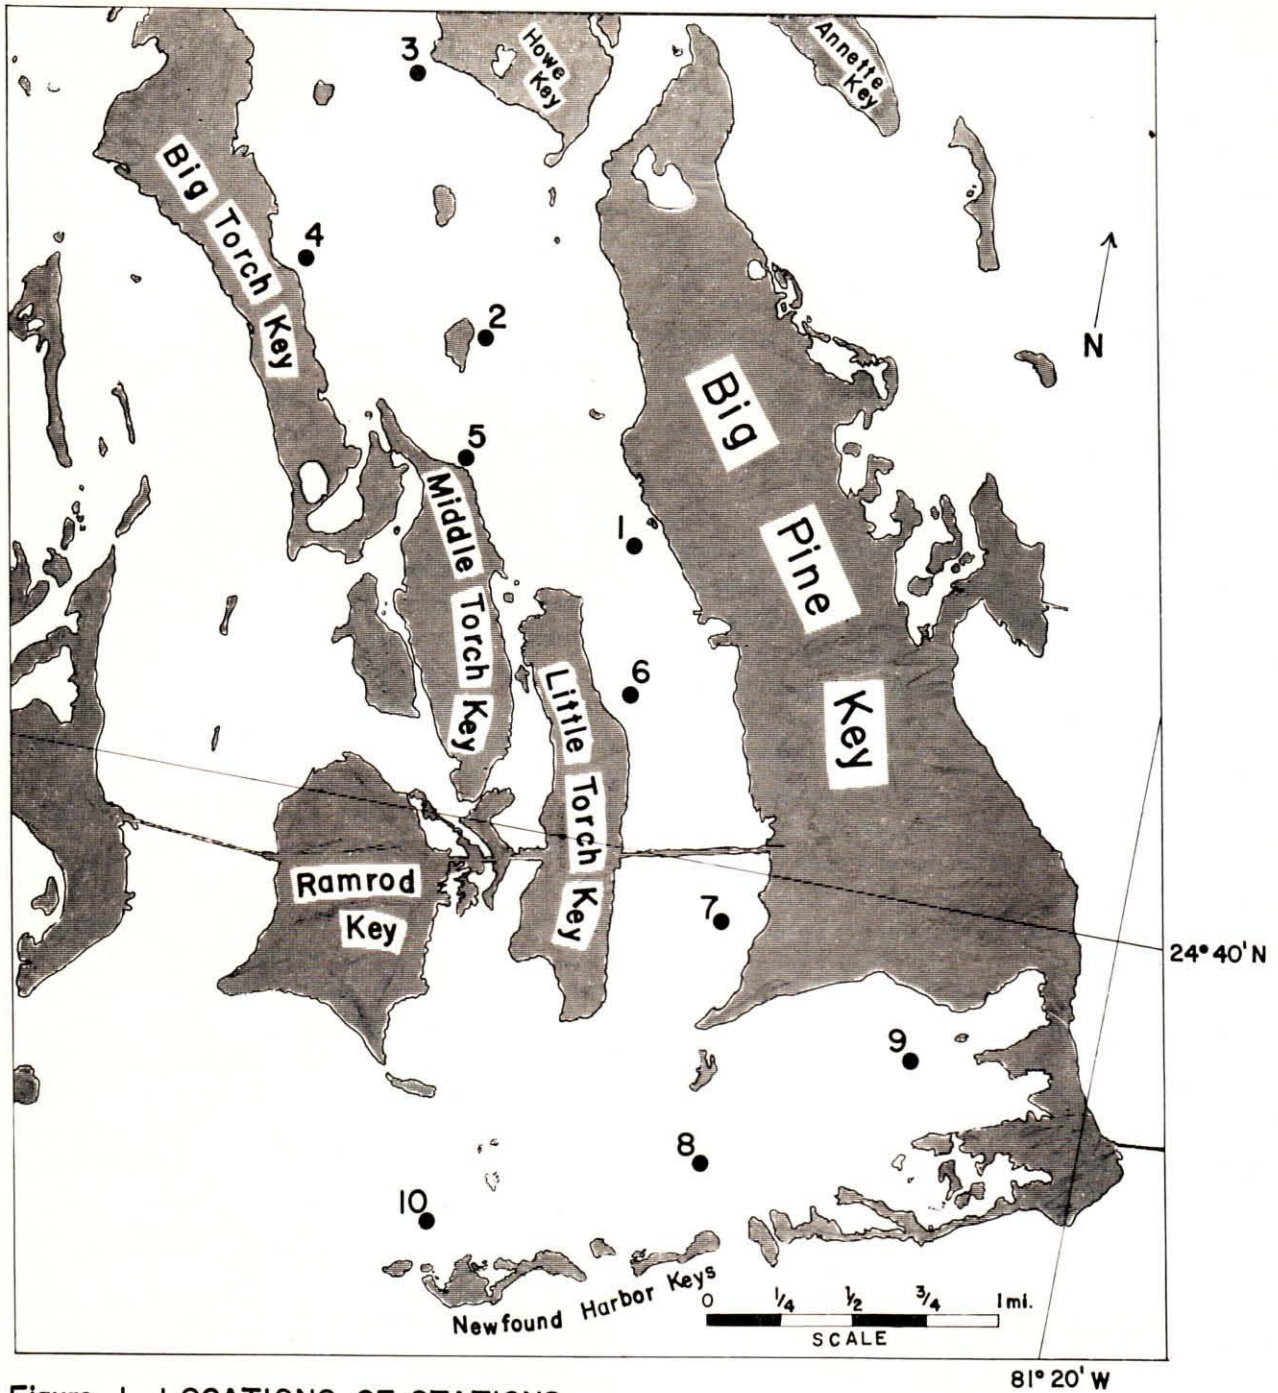 3
Howe
Key
Annette
Key
Big
Torch
Key
4
2
N
Big
Pine
Key
5
Middle
Torch
Key
1
6
Little
Torch
Key
Ramrod
Key
7
24° 40' N
9
8
10
Newfound Harbor Keys
0 1/4 1/2 3/4 1 mi.
SCALE
81° 20' W
Figure 1. LOCATIONS OF STATIONS